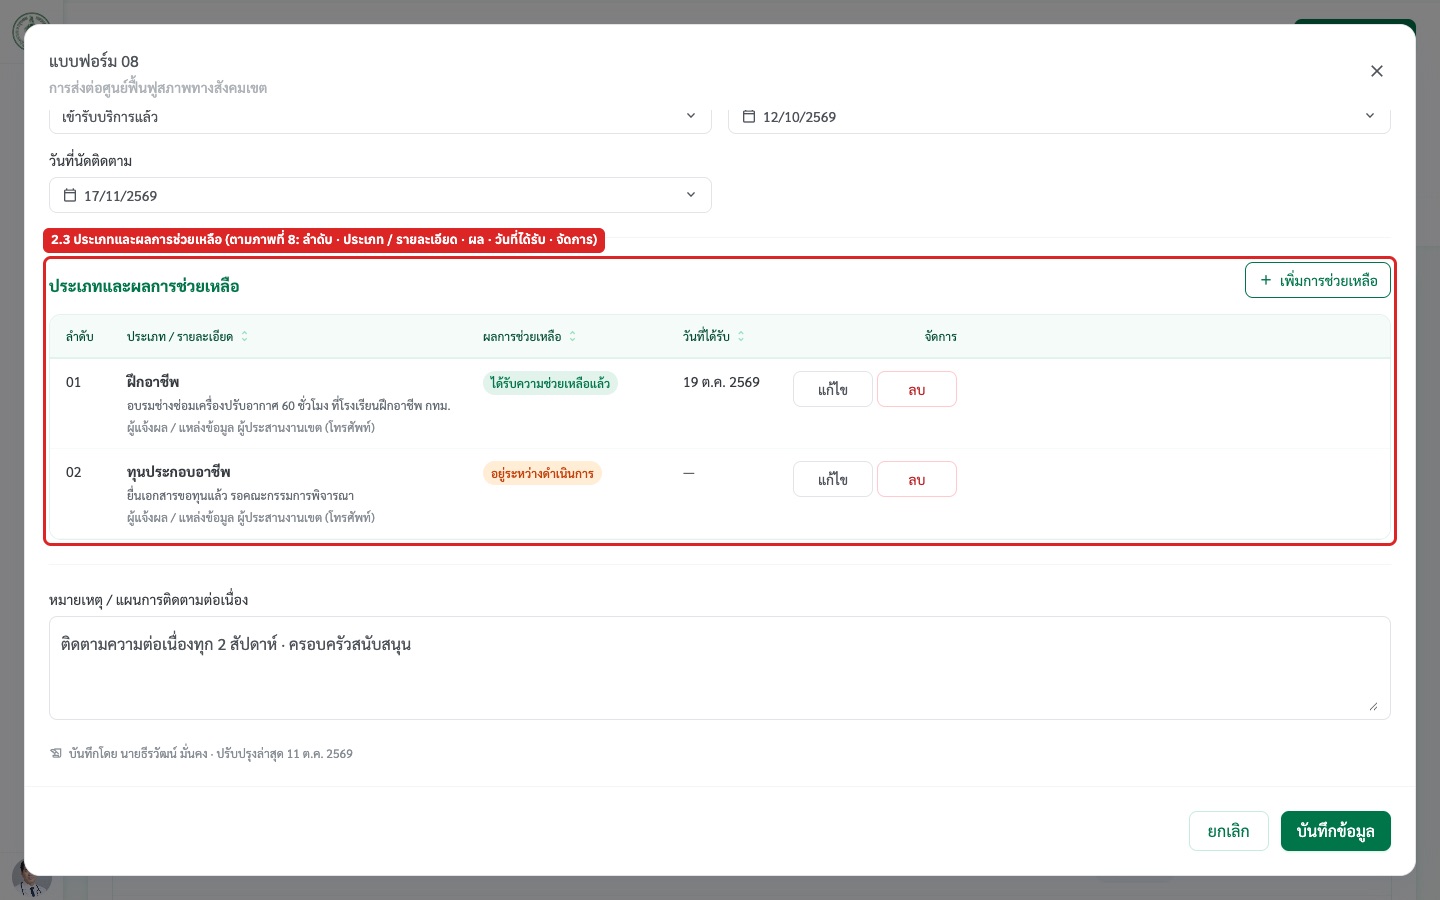 แบบฟอร์ม 08
การส่งต่อศูนย์ฟื้นฟูสภาพทางสังคมเขต
เข้ารับบริการแล้ว
12/10/2569
วันที่นัดติดตาม
17/11/2569
2.3 ประเภทและผลการช่วยเหลือ (ตามภาพที่ 8: ลำดับ · ประเภท / รายละเอียด · ผล · วันที่ได้รับ · จัดการ)
ประเภทและผลการช่วยเหลือ
+ เพิ่มการช่วยเหลือ
ลำดับ ประเภท / รายละเอียด ผลการช่วยเหลือ วันที่ได้รับ จัดการ
01 ฝึกอาชีพ ได้รับความช่วยเหลือแล้ว 19 ต.ค. 2569 แก้ไข ลบ
อบรมช่างซ่อมเครื่องปรับอากาศ 60 ชั่วโมง ที่โรงเรียนฝึกอาชีพ กทม.
ผู้แจ้งผล / แหล่งข้อมูล ผู้ประสานงานเขต (โทรศัพท์)
02 ทุนประกอบอาชีพ อยู่ระหว่างดำเนินการ — แก้ไข ลบ
ยื่นเอกสารขอทุนแล้ว รอคณะกรรมการพิจารณา
ผู้แจ้งผล / แหล่งข้อมูล ผู้ประสานงานเขต (โทรศัพท์)
หมายเหตุ / แผนการติดตามต่อเนื่อง
ติดตามความต่อเนื่องทุก 2 สัปดาห์ · ครอบครัวสนับสนุน
บันทึกโดย นายธีรวัฒน์ มั่นคง · ปรับปรุงล่าสุด 11 ต.ค. 2569
ยกเลิก
บันทึกข้อมูล